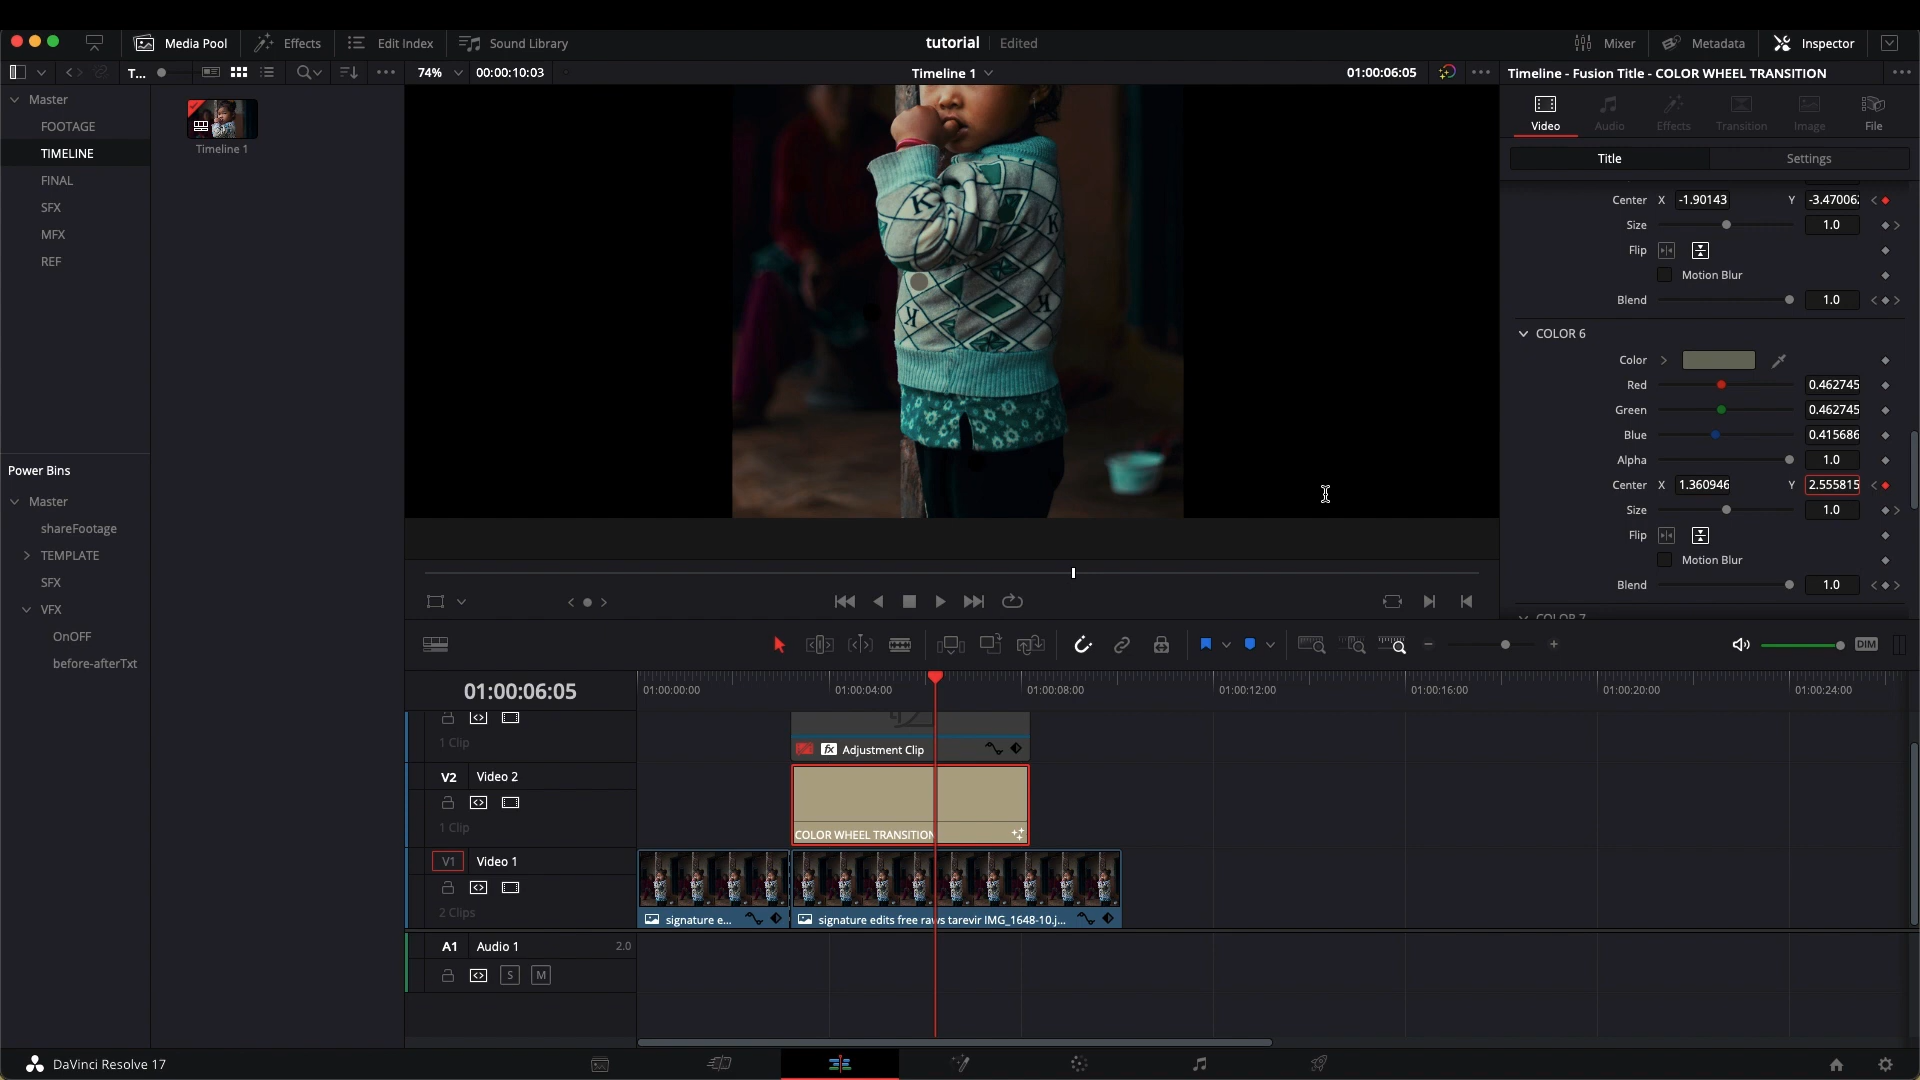 Media Pool
Effects
Edit Index
Sound Library
tutorial
Edited
Mixer
Metadata
Inspector
T...
74%
00:00:10:03
Timeline 1
01:00:06:05
Timeline - Fusion Title - COLOR WHEEL TRANSITION
Master
FOOTAGE
TIMELINE
FINAL
SFX
MFX
REF
Timeline 1
Video
Audio
Effects
Transition
Image
File
Title
Settings
Center X -1.90143 Y -3.47006
Size 1.0
Flip
Motion Blur
Blend 1.0
COLOR 6
Color
Red 0.462745
Green 0.462745
Blue 0.415686
Alpha 1.0
Center X 1.360946 Y 2.555815
Size 1.0
Flip
Motion Blur
Blend 1.0
COLOR 7
K
K
K
K
Power Bins
Master
shareFootage
TEMPLATE
SFX
VFX
OnOFF
before-afterTxt
DIM
01:00:06:05
01:00:00:00
01:00:04:00
01:00:08:00
01:00:12:00
01:00:16:00
01:00:20:00
01:00:24:00
1 Clip
fx Adjustment Clip
V2 Video 2
1 Clip
COLOR WHEEL TRANSITION
V1 Video 1
2 Clips
signature e...
signature edits free raws tarevir IMG_1648-10.j...
A1 Audio 1 2.0
S M
DaVinci Resolve 17